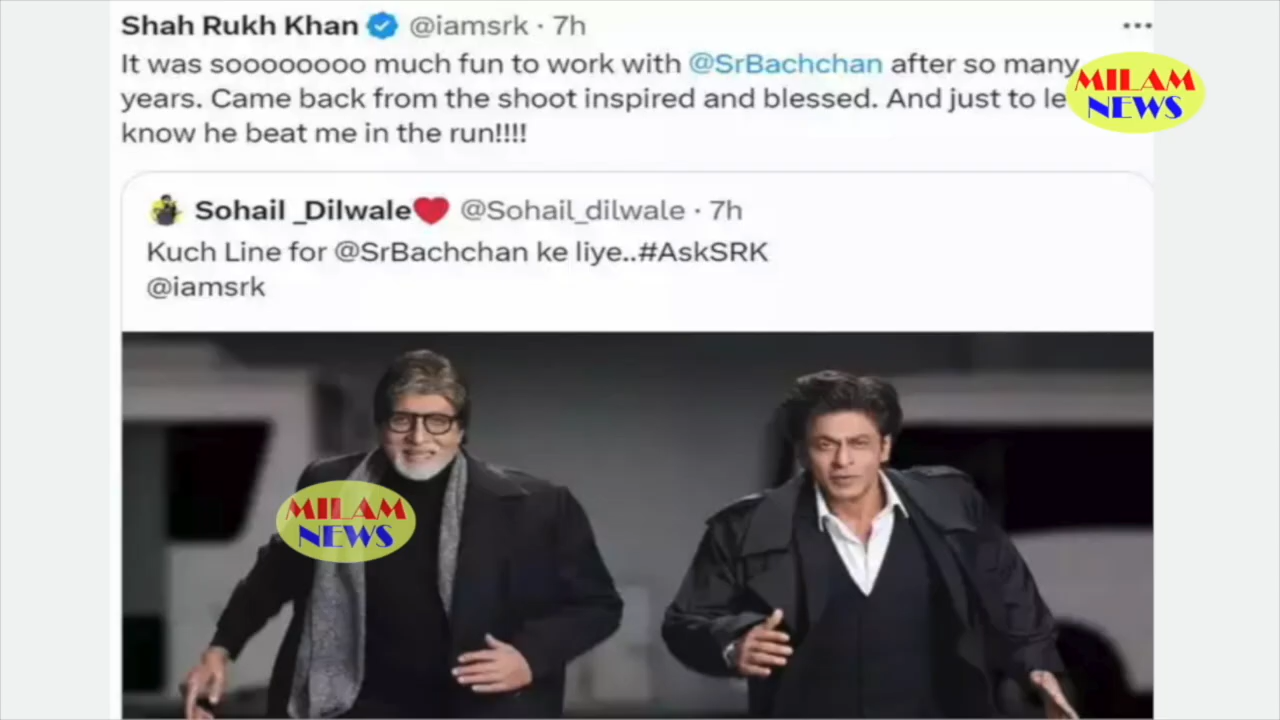 Shah Rukh Khan @iamsrk · 7h
It was soooooooo much fun to work with @SrBachchan after so many
years. Came back from the shoot inspired and blessed. And just to le
know he beat me in the run!!!!
MILAM
NEWS
Sohail _Dilwale❤️ @Sohail_dilwale · 7h
Kuch Line for @SrBachchan ke liye..#AskSRK
@iamsrk
MILAM
NEWS